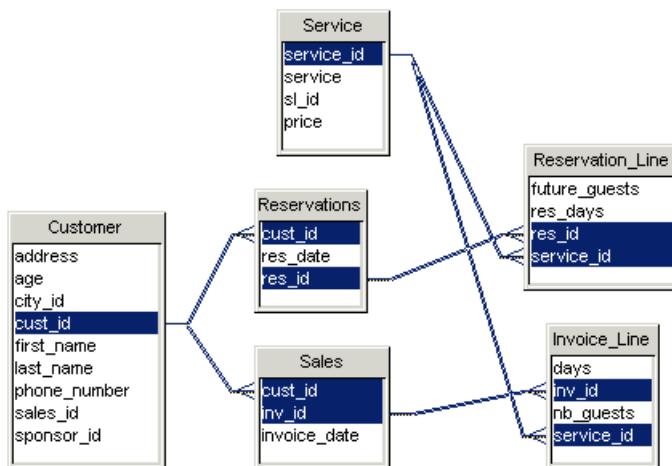 Service
service_id
service
sl_id
price
Reservation_Line
future_guests
res_days
res_id
service_id
Reservations
cust_id
res_date
res_id
Customer
address
age
city_id
cust_id
first_name
last_name
phone_number
sales_id
sponsor_id
Sales
cust_id
inv_id
invoice_date
Invoice_Line
days
inv_id
nb_guests
service_id